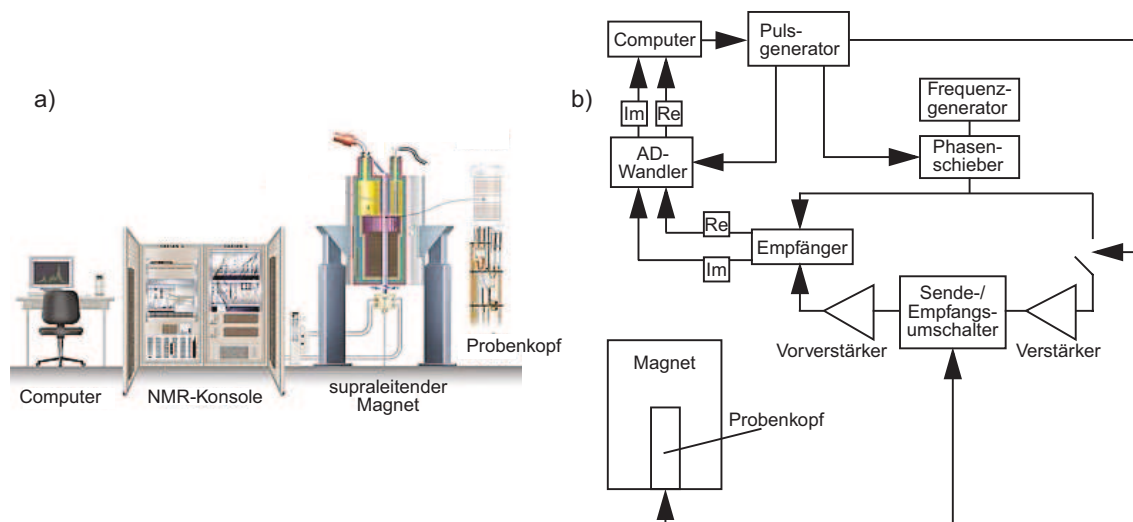 a)
Computer
NMR-Konsole
supraleitender
Magnet
Probenkopf
b)
Computer
Puls-
generator
Frequenz-
generator
Im
Re
Phasen-
schieber
AD-
Wandler
Re
Im
Empfänger
Sende-/
Empfangs-
umschalter
Vorverstärker
Verstärker
Magnet
Probenkopf